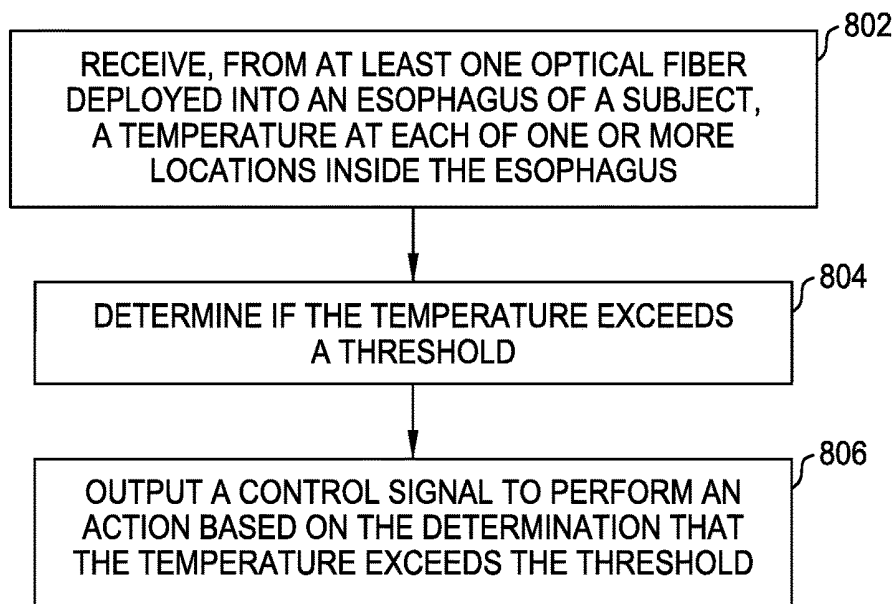 802
RECEIVE, FROM AT LEAST ONE OPTICAL FIBER
DEPLOYED INTO AN ESOPHAGUS OF A SUBJECT,
A TEMPERATURE AT EACH OF ONE OR MORE
LOCATIONS INSIDE THE ESOPHAGUS
804
DETERMINE IF THE TEMPERATURE EXCEEDS
A THRESHOLD
806
OUTPUT A CONTROL SIGNAL TO PERFORM AN
ACTION BASED ON THE DETERMINATION THAT
THE TEMPERATURE EXCEEDS THE THRESHOLD